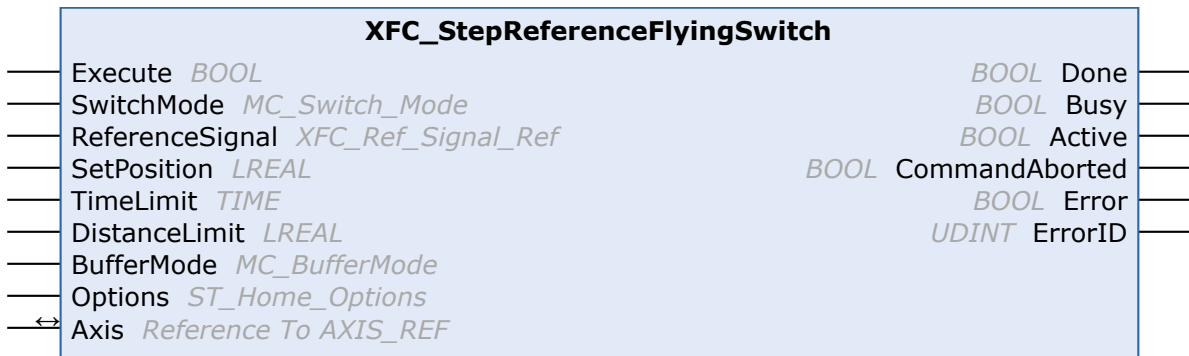 XFC_StepReferenceFlyingSwitch
Execute BOOL BOOL Done
SwitchMode MC_Switch_Mode BOOL Busy
ReferenceSignal XFC_Ref_Signal_Ref BOOL Active
SetPosition LREAL BOOL CommandAborted
TimeLimit TIME BOOL Error
DistanceLimit LREAL UDINT ErrorID
BufferMode MC_BufferMode
Options ST_Home_Options
↔ Axis Reference To AXIS_REF